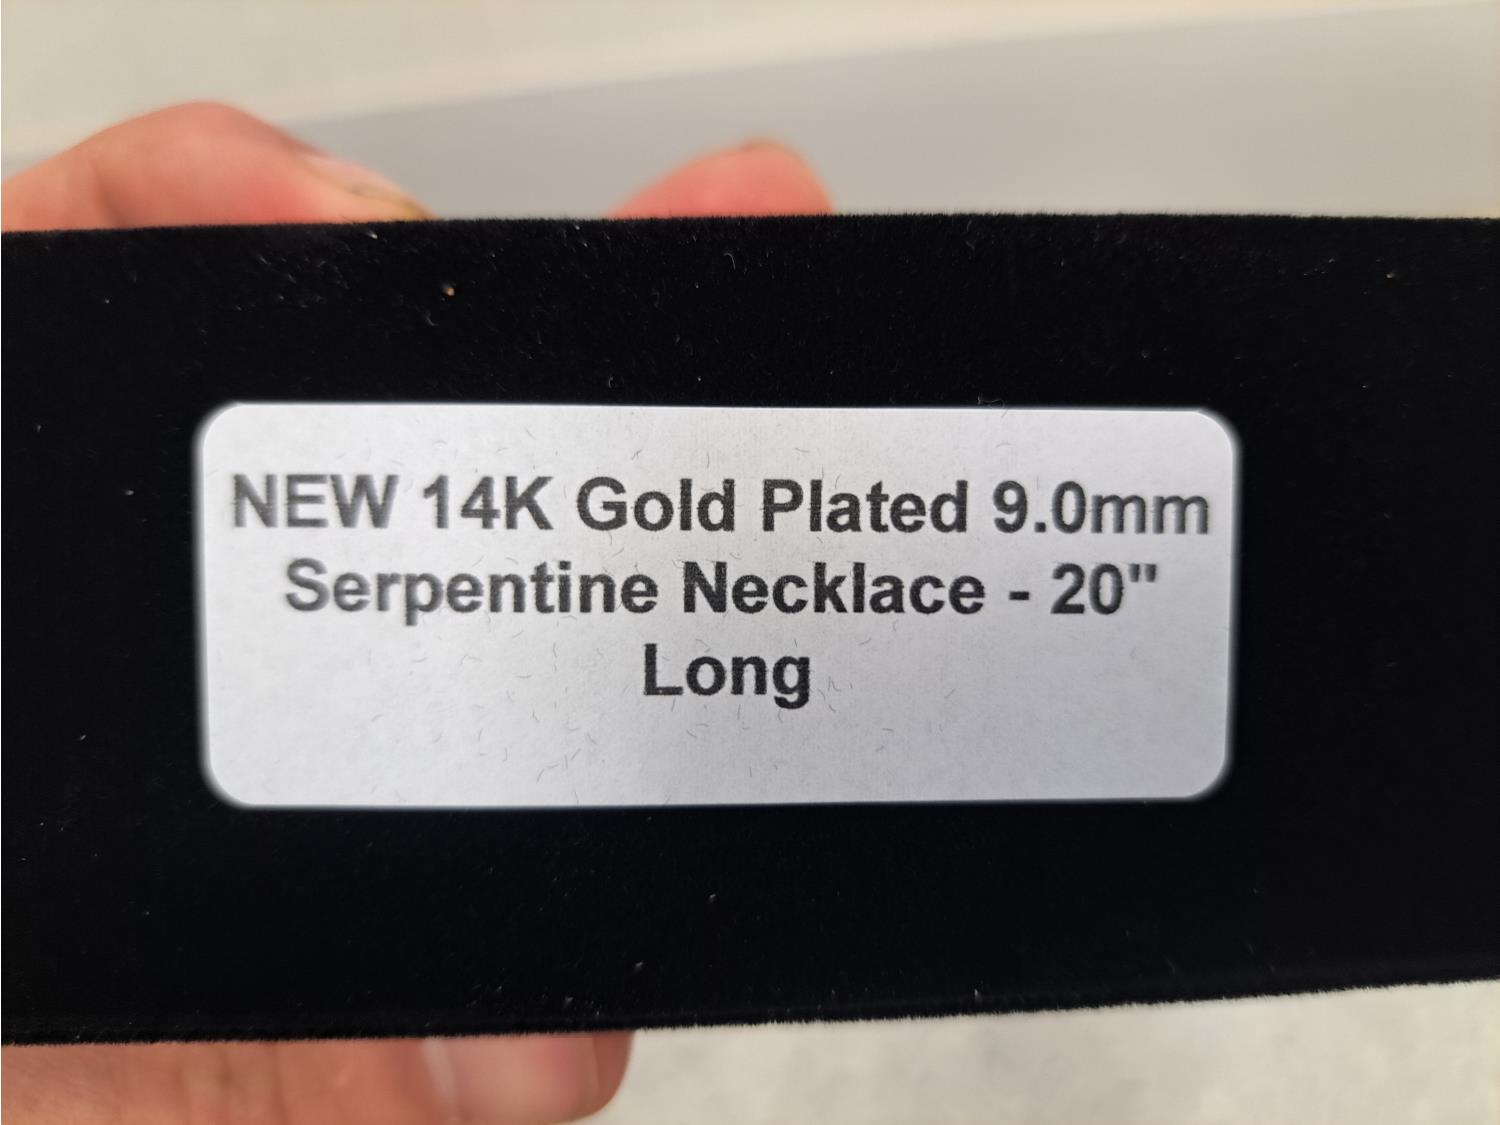 NEW 14K Gold Plated 9.0mm
Serpentine Necklace - 20"
Long